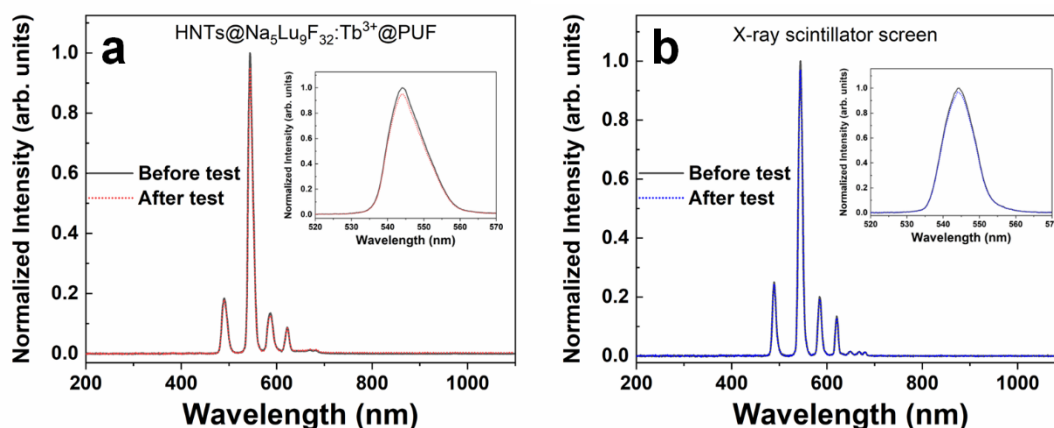 a
HNTs@Na₅Lu₉F₃₂:Tb³⁺@PUF
Normalized Intensity (arb. units)
1.0
0.8
0.6
0.4
0.2
0.0
Before test
After test
200
400
600
800
1000
Wavelength (nm)
Normalized Intensity (arb. units)
1.0
0.8
0.6
0.4
0.2
0.0
520
530
540
550
560
570
Wavelength (nm)
b
X-ray scintillator screen
Normalized Intensity (arb. units)
1.0
0.8
0.6
0.4
0.2
0.0
Before test
After test
200
400
600
800
1000
Wavelength (nm)
Normalized Intensity (arb. units)
1.0
0.8
0.6
0.4
0.2
0.0
520
530
540
550
560
Wavelength (nm)